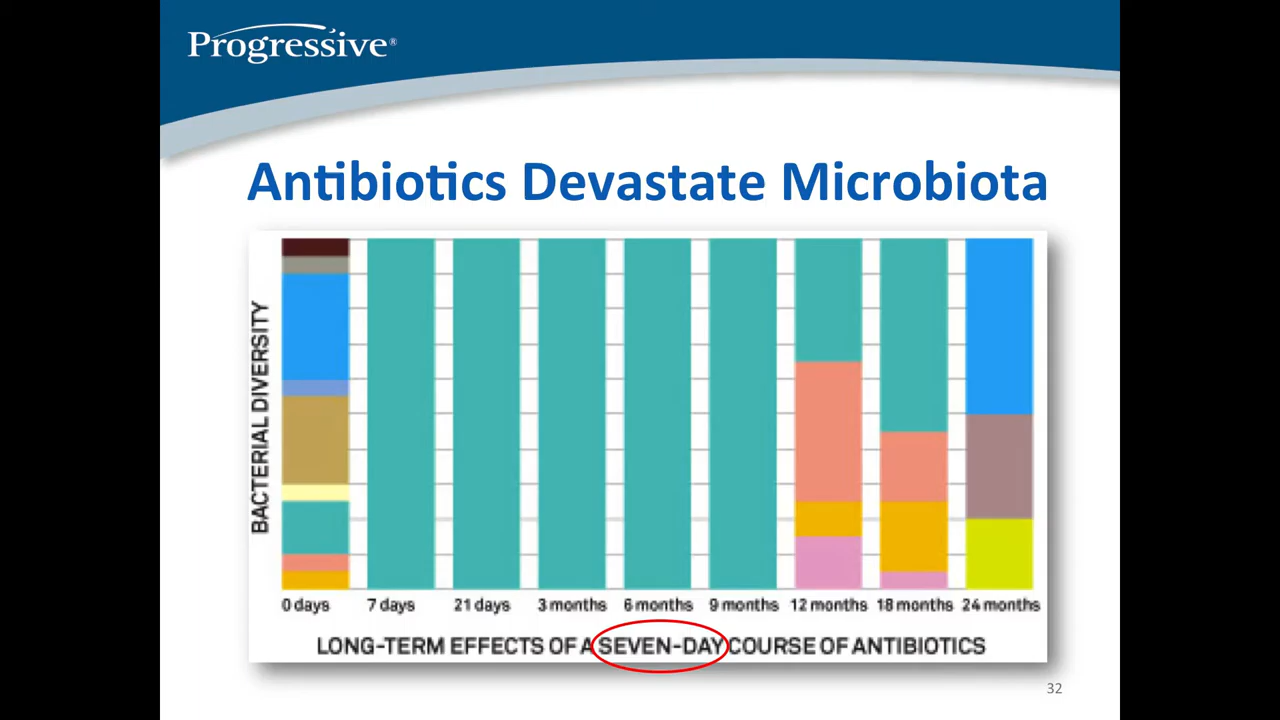 Progressive®
Antibiotics Devastate Microbiota
BACTERIAL DIVERSITY
0 days 7 days 21 days 3 months 6 months 9 months 12 months 18 months 24 months
LONG-TERM EFFECTS OF A SEVEN-DAY COURSE OF ANTIBIOTICS
32